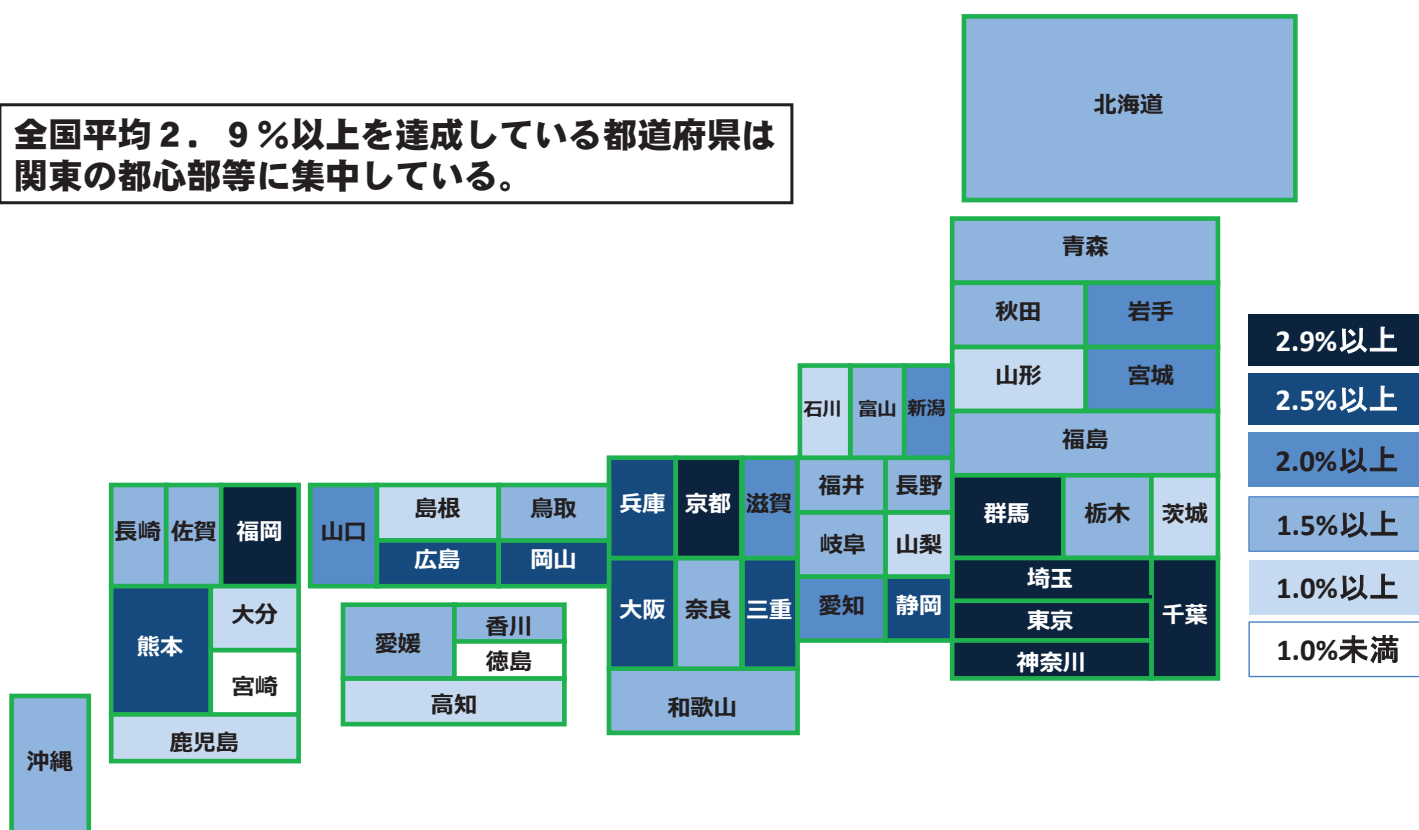 北海道
全国平均2．9%以上を達成している都道府県は
関東の都心部等に集中している。
青森
秋田
岩手
山形
宮城
石川
富山
新潟
福島
福井
長野
群馬
栃木
茨城
兵庫
京都
滋賀
岐阜
山梨
長崎
佐賀
福岡
山口
島根
鳥取
広島
岡山
大阪
奈良
三重
愛知
静岡
埼玉
東京
神奈川
千葉
熊本
大分
宮崎
愛媛
香川
徳島
高知
和歌山
鹿児島
沖縄
2.9%以上
2.5%以上
2.0%以上
1.5%以上
1.0%以上
1.0%未満